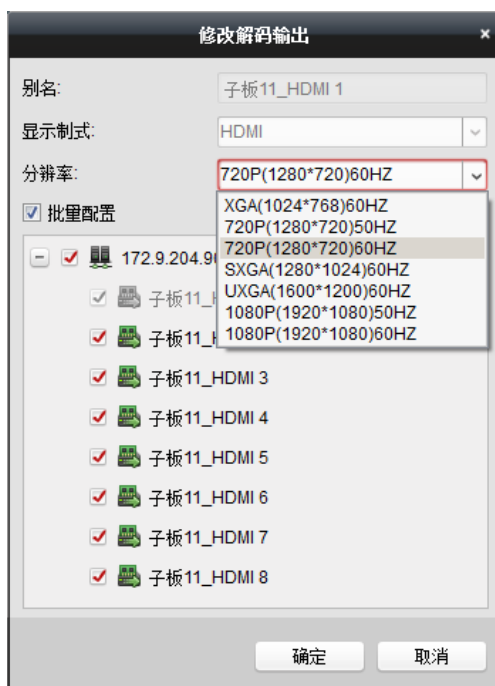 修改解码输出
×
别名: 子板11_HDMI 1
显示制式: HDMI
分辨率: 720P(1280*720)60HZ
XGA(1024*768)60HZ
720P(1280*720)50HZ
720P(1280*720)60HZ
SXGA(1280*1024)60HZ
UXGA(1600*1200)60HZ
1080P(1920*1080)50HZ
1080P(1920*1080)60HZ
批量配置
172.9.204.9
子板11_
子板11_
子板11_HDMI 3
子板11_HDMI 4
子板11_HDMI 5
子板11_HDMI 6
子板11_HDMI 7
子板11_HDMI 8
确定 取消